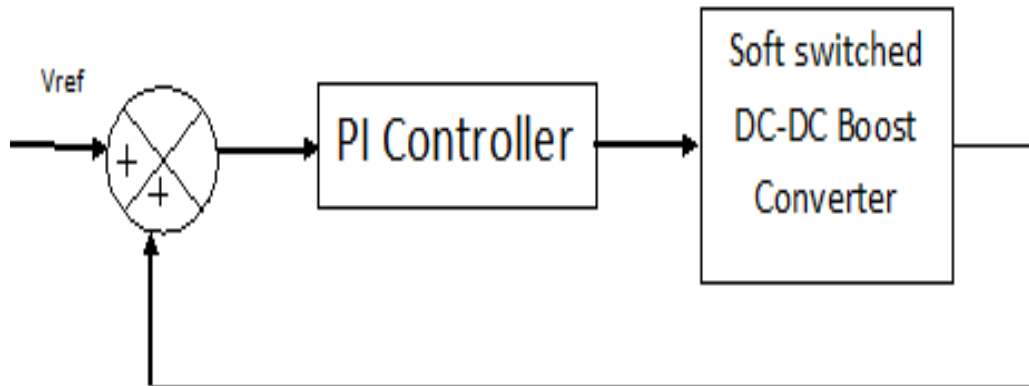 Vref
+
+
PI Controller
Soft switched
DC-DC Boost
Converter